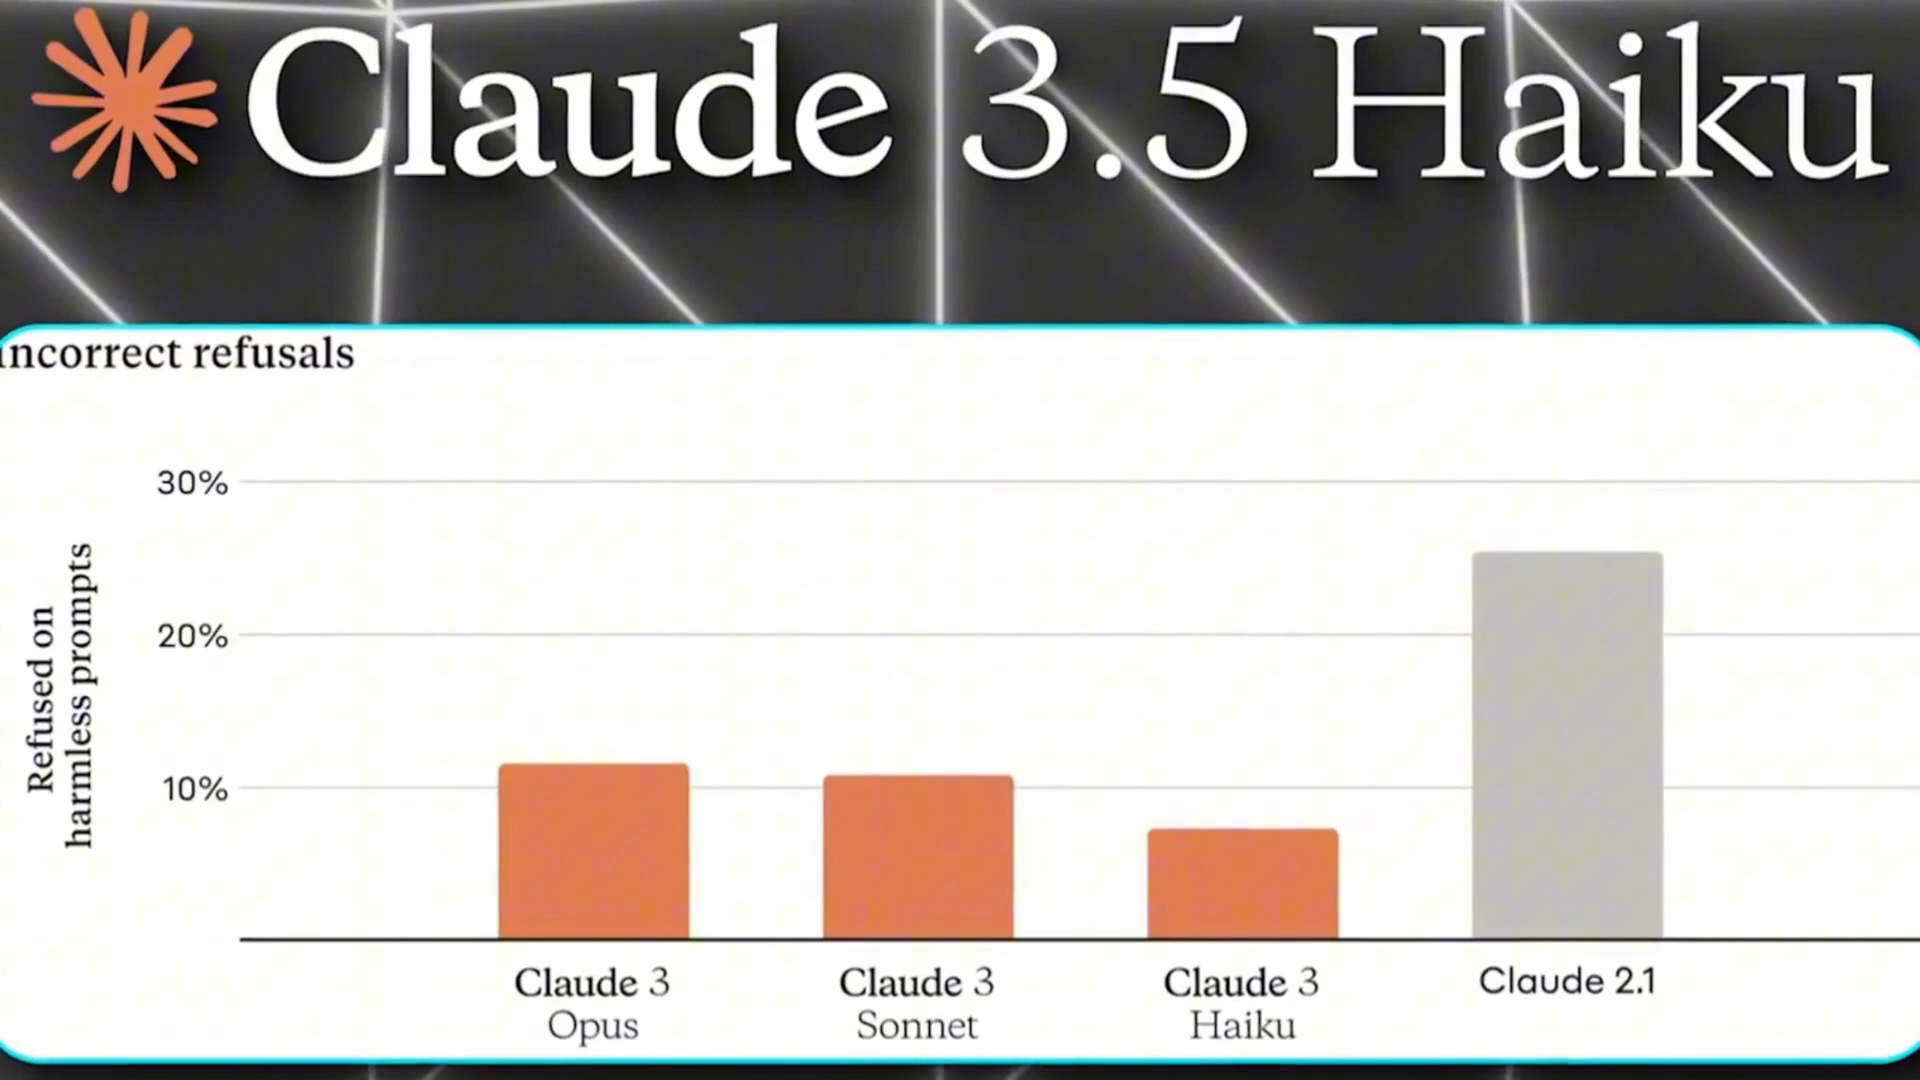 Claude 3.5 Haiku
ncorrect refusals
30%
20%
10%
Refused on
harmless prompts
Claude 3
Opus
Claude 3
Sonnet
Claude 3
Haiku
Claude 2.1